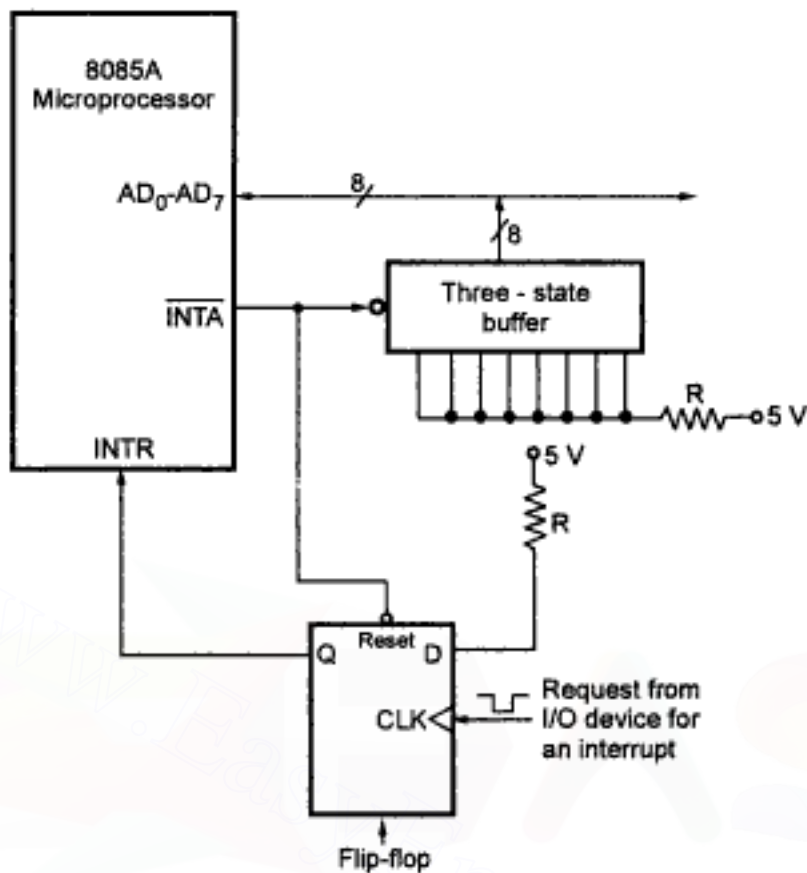 8085A
Microprocessor
AD0-AD7
8
8
INTA
Three - state
buffer
R
5 V
INTR
5 V
R
Reset
Q
D
CLK
Request from
I/O device for
an interrupt
Flip-flop